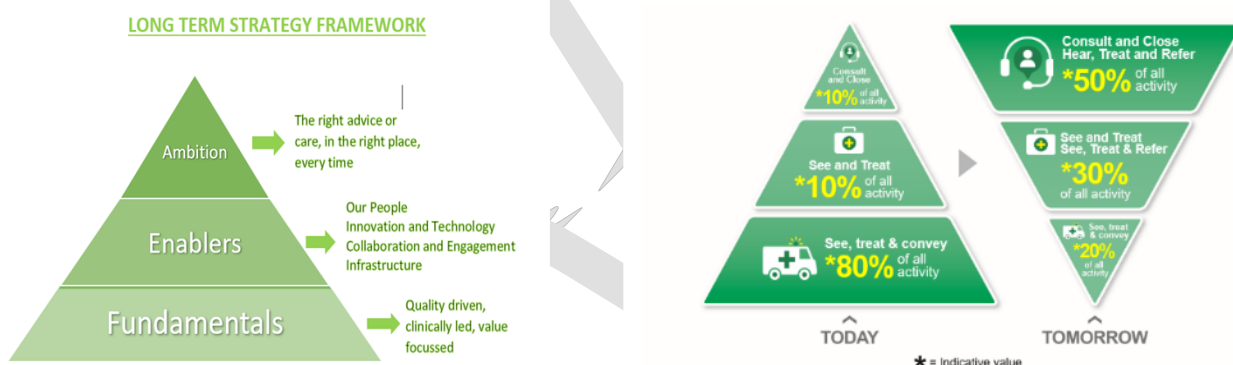 LONG TERM STRATEGY FRAMEWORK
Ambition
The right advice or
care, in the right place,
every time
Enablers
Our People
Innovation and Technology
Collaboration and Engagement
Infrastructure
Fundamentals
Quality driven,
clinically led, value
focussed
Consult
and Close
*10% of all
activity
See and Treat
*10% of all
activity
See, treat & convey
*80% of all
activity
TODAY
Consult and Close
Hear, Treat and Refer
*50% of all
activity
See and Treat
See, Treat & Refer
*30%
of all activity
See, treat
& convey
*20%
of all
activity
TOMORROW
* = Indicative value